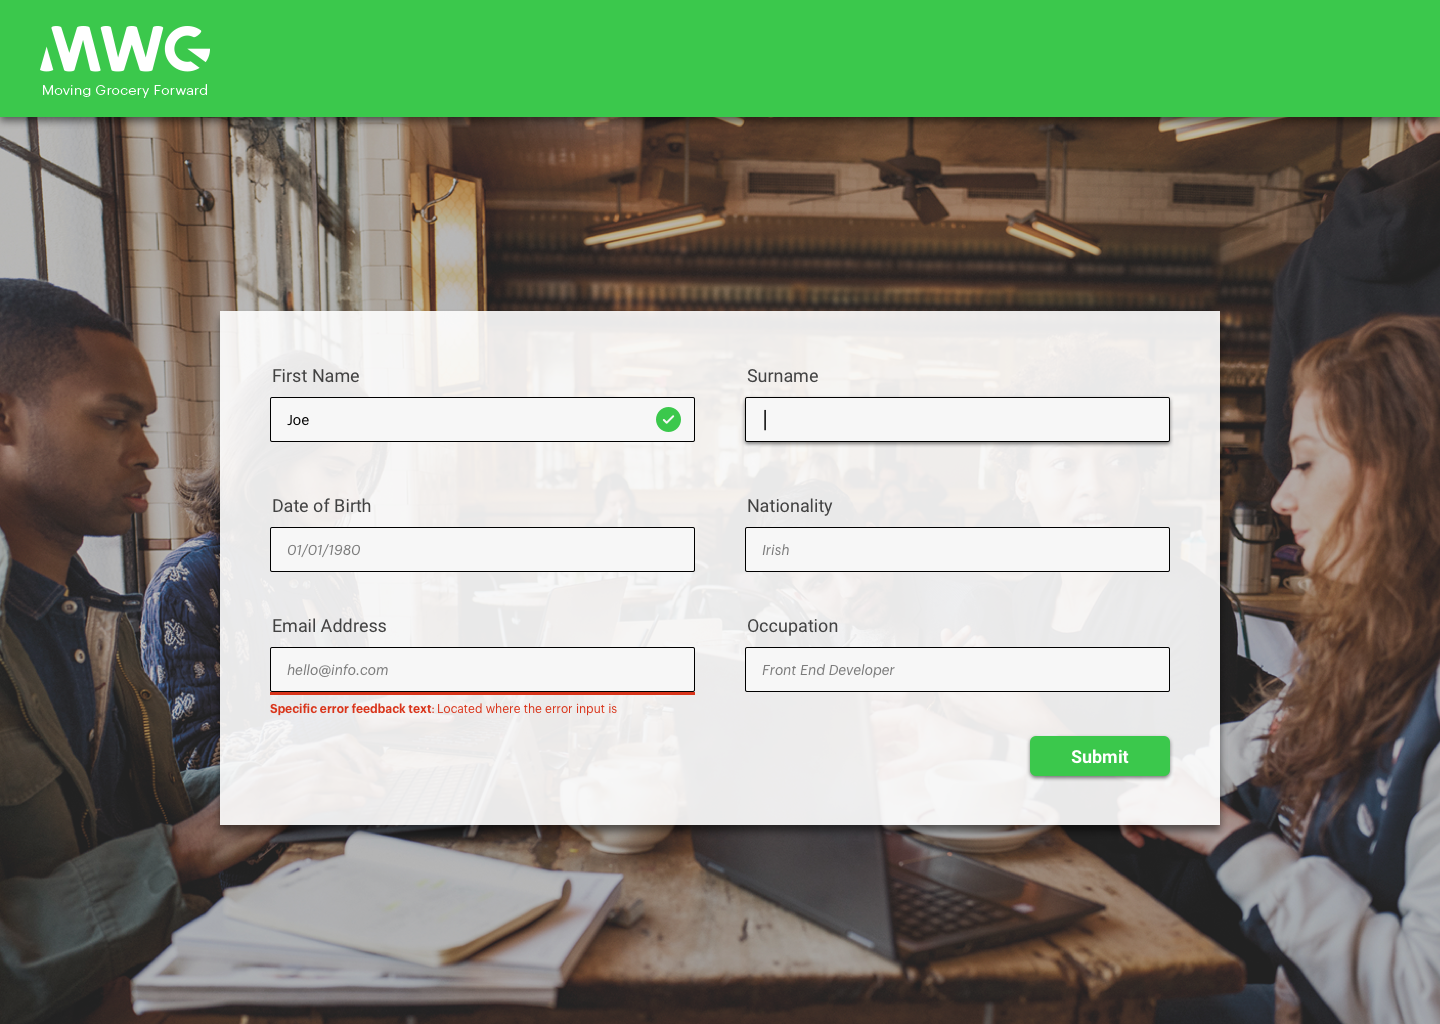 MWG
Moving Grocery Forward
First Name
Surname
Joe
Date of Birth
Nationality
01/01/1980
Irish
Email Address
Occupation
hello@info.com
Front End Developer
Specific error feedback text: Located where the error input is
Submit